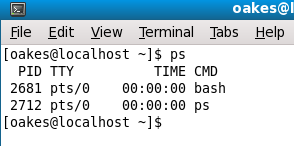 oakes@l
File Edit View Terminal Tabs Help
[oakes@localhost ~]$ ps
  PID TTY          TIME CMD
 2681 pts/0    00:00:00 bash
 2712 pts/0    00:00:00 ps
[oakes@localhost ~]$